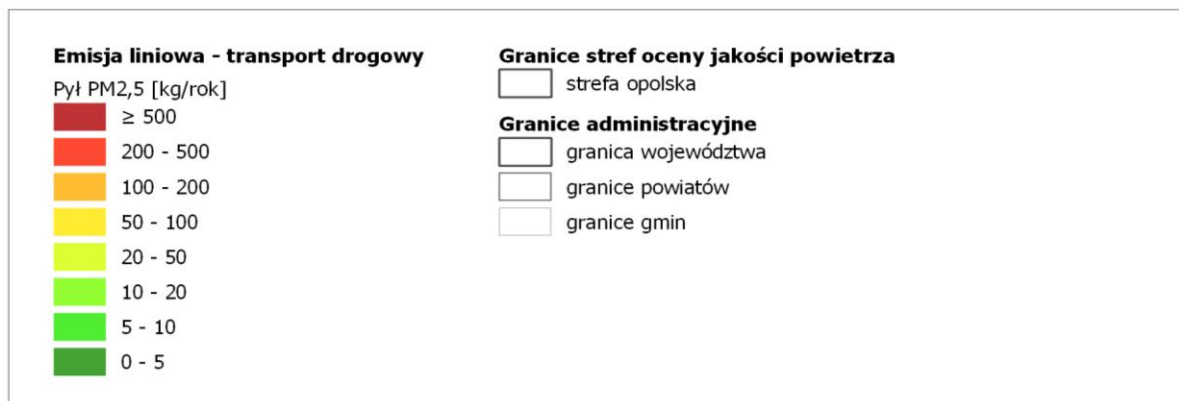 Emisja liniowa - transport drogowy
Pył PM2,5 [kg/rok]
≥ 500
200 - 500
100 - 200
50 - 100
20 - 50
10 - 20
5 - 10
0 - 5
Granice stref oceny jakości powietrza
strefa opolska
Granice administracyjne
granica województwa
granice powiatów
granice gmin